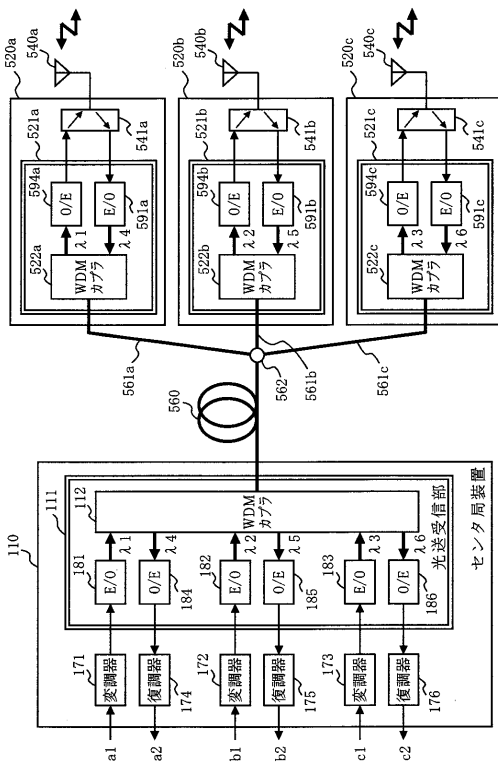 540a
540b
540c
520a
520b
520c
521a
521b
521c
541a
541b
541c
594a
O/E
E/O
591a
594b
O/E
E/O
591b
594c
O/E
E/O
591c
λ1
λ4
λ2
λ5
λ3
λ6
522a
WDM
カプラ
522b
WDM
カプラ
522c
WDM
カプラ
561a
561b
561c
562
560
110
111
112
WDM
カプラ
光送受信部
センタ局装置
λ1
λ4
λ2
λ5
λ3
λ6
181
E/O
O/E
184
182
E/O
O/E
185
183
E/O
O/E
186
171
変調器
復調器
174
172
変調器
復調器
175
173
変調器
復調器
176
a1
a2
b1
b2
c1
c2